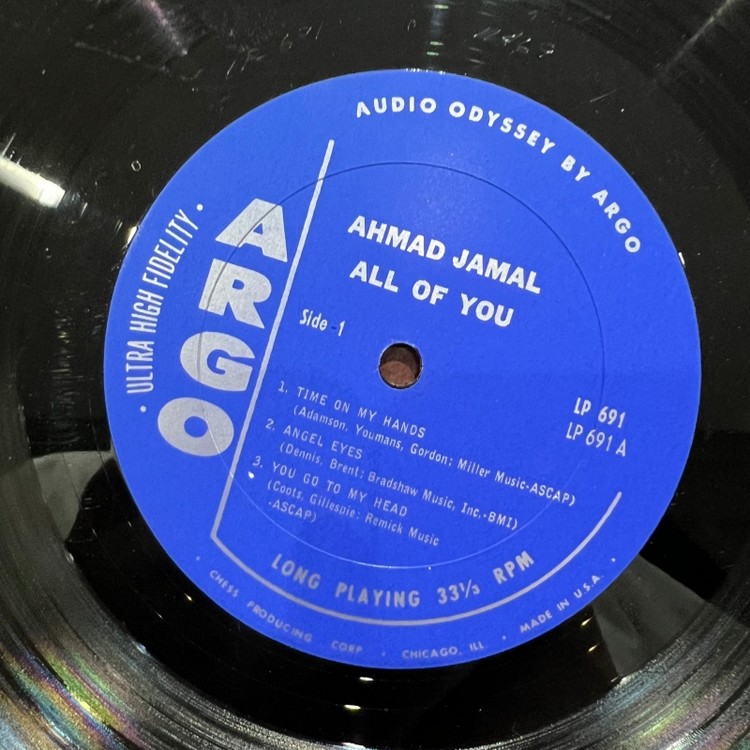 AUDIO ODYSSEY BY ARGO
• ULTRA HIGH FIDELITY •
ARGO
AHMAD JAMAL
ALL OF YOU
Side 1
LP 691
LP 691 A
1. TIME ON MY HANDS
(Adamson, Youmans, Gordon; Miller Music-ASCAP)
2. ANGEL EYES
(Dennis, Brent; Bradshaw Music, Inc.-BMI)
3. YOU GO TO MY HEAD
(Coots, Gillespie; Remick Music
-ASCAP)
LONG PLAYING 33⅓ RPM
• CHESS PRODUCING CORP • CHICAGO, ILL • MADE IN U.S.A. •